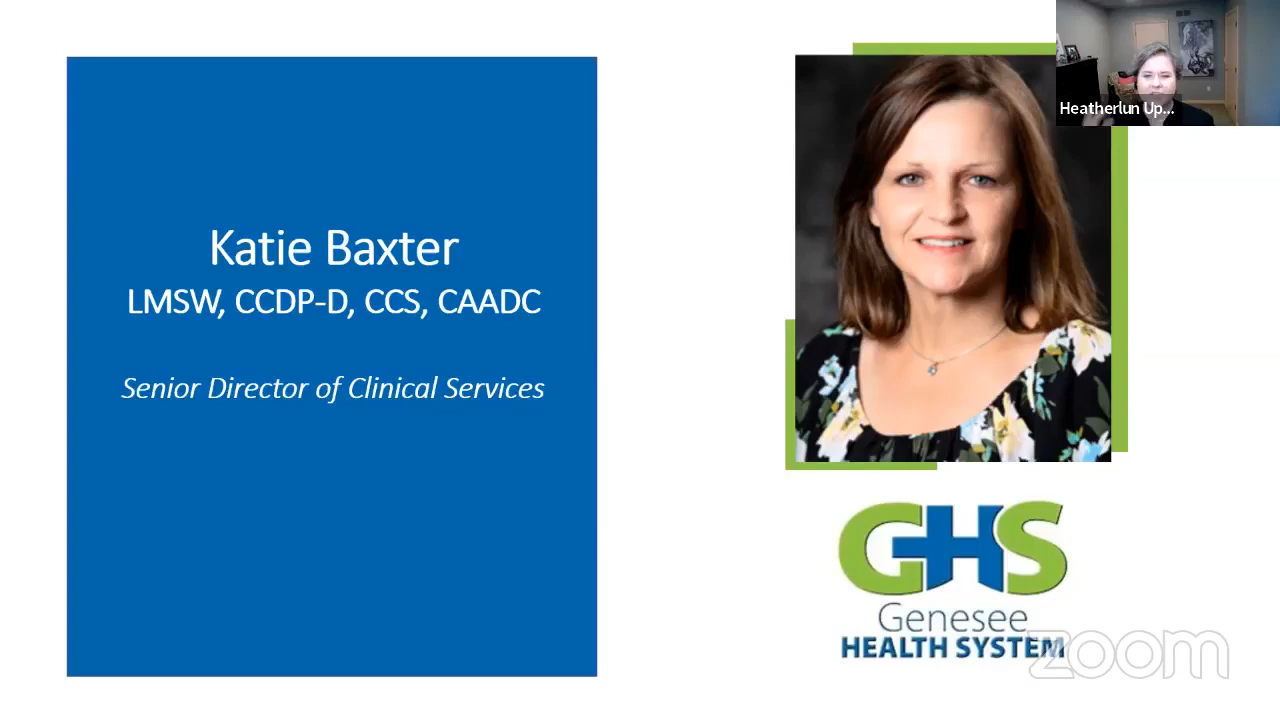 Heatherlun Up...
Katie Baxter
LMSW, CCDP-D, CCS, CAADC
Senior Director of Clinical Services
GHS
Genesee
HEALTH SYSTEM
zoom